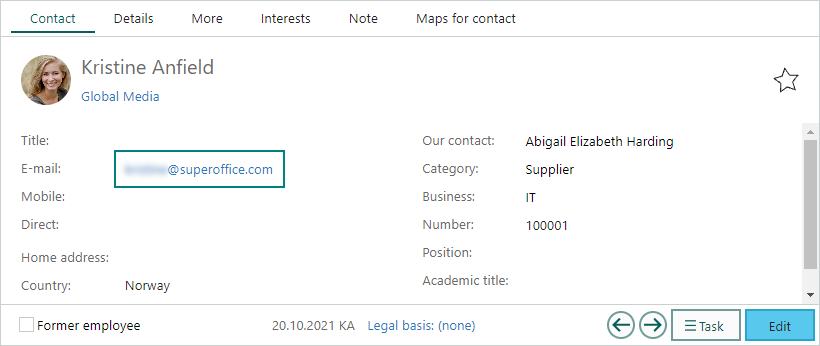 Contact Details More Interests Note Maps for contact
Kristine Anfield
Global Media
Title:
Our contact: Abigail Elizabeth Harding
E-mail: @superoffice.com
Category: Supplier
Mobile:
Business: IT
Direct:
Number: 100001
Position:
Home address:
Academic title:
Country: Norway
Former employee 20.10.2021 KA Legal basis: (none) Task Edit